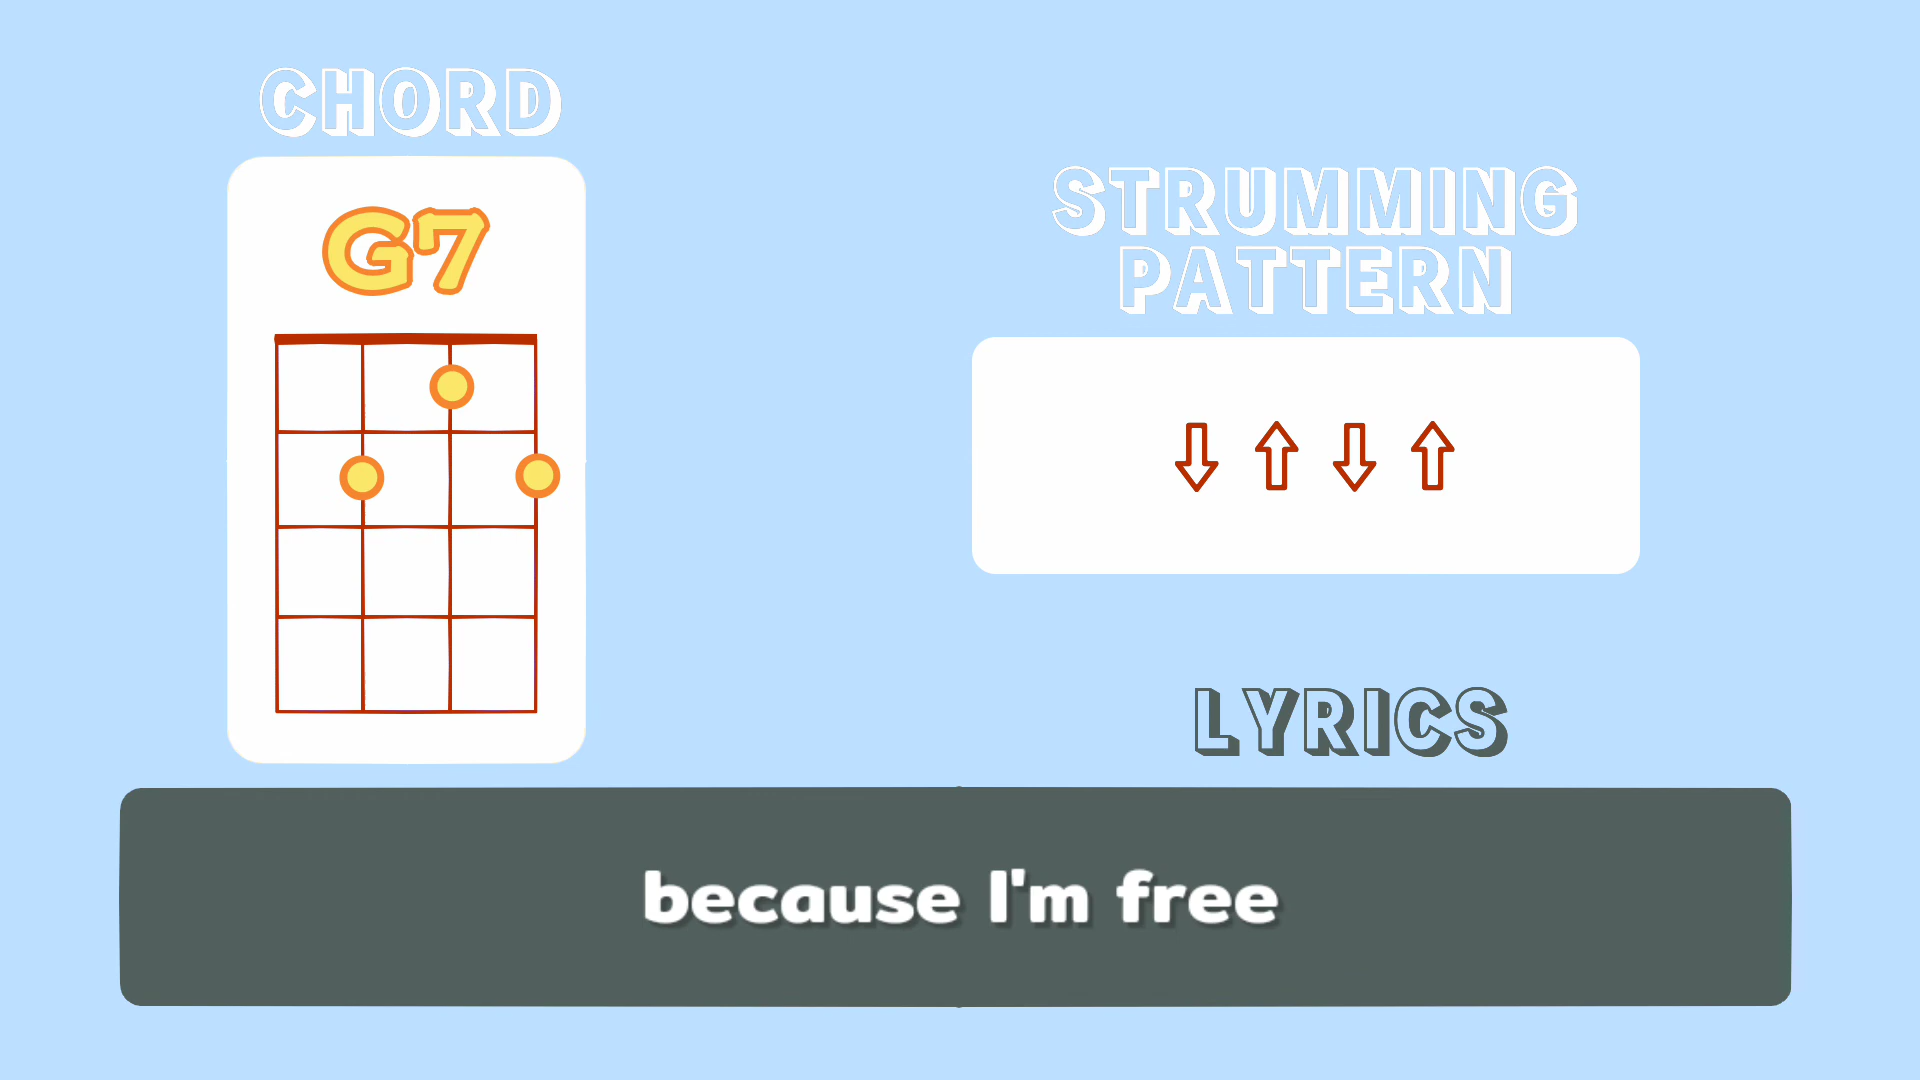 CHORD
G7
STRUMMING
PATTERN
LYRICS
because I'm free